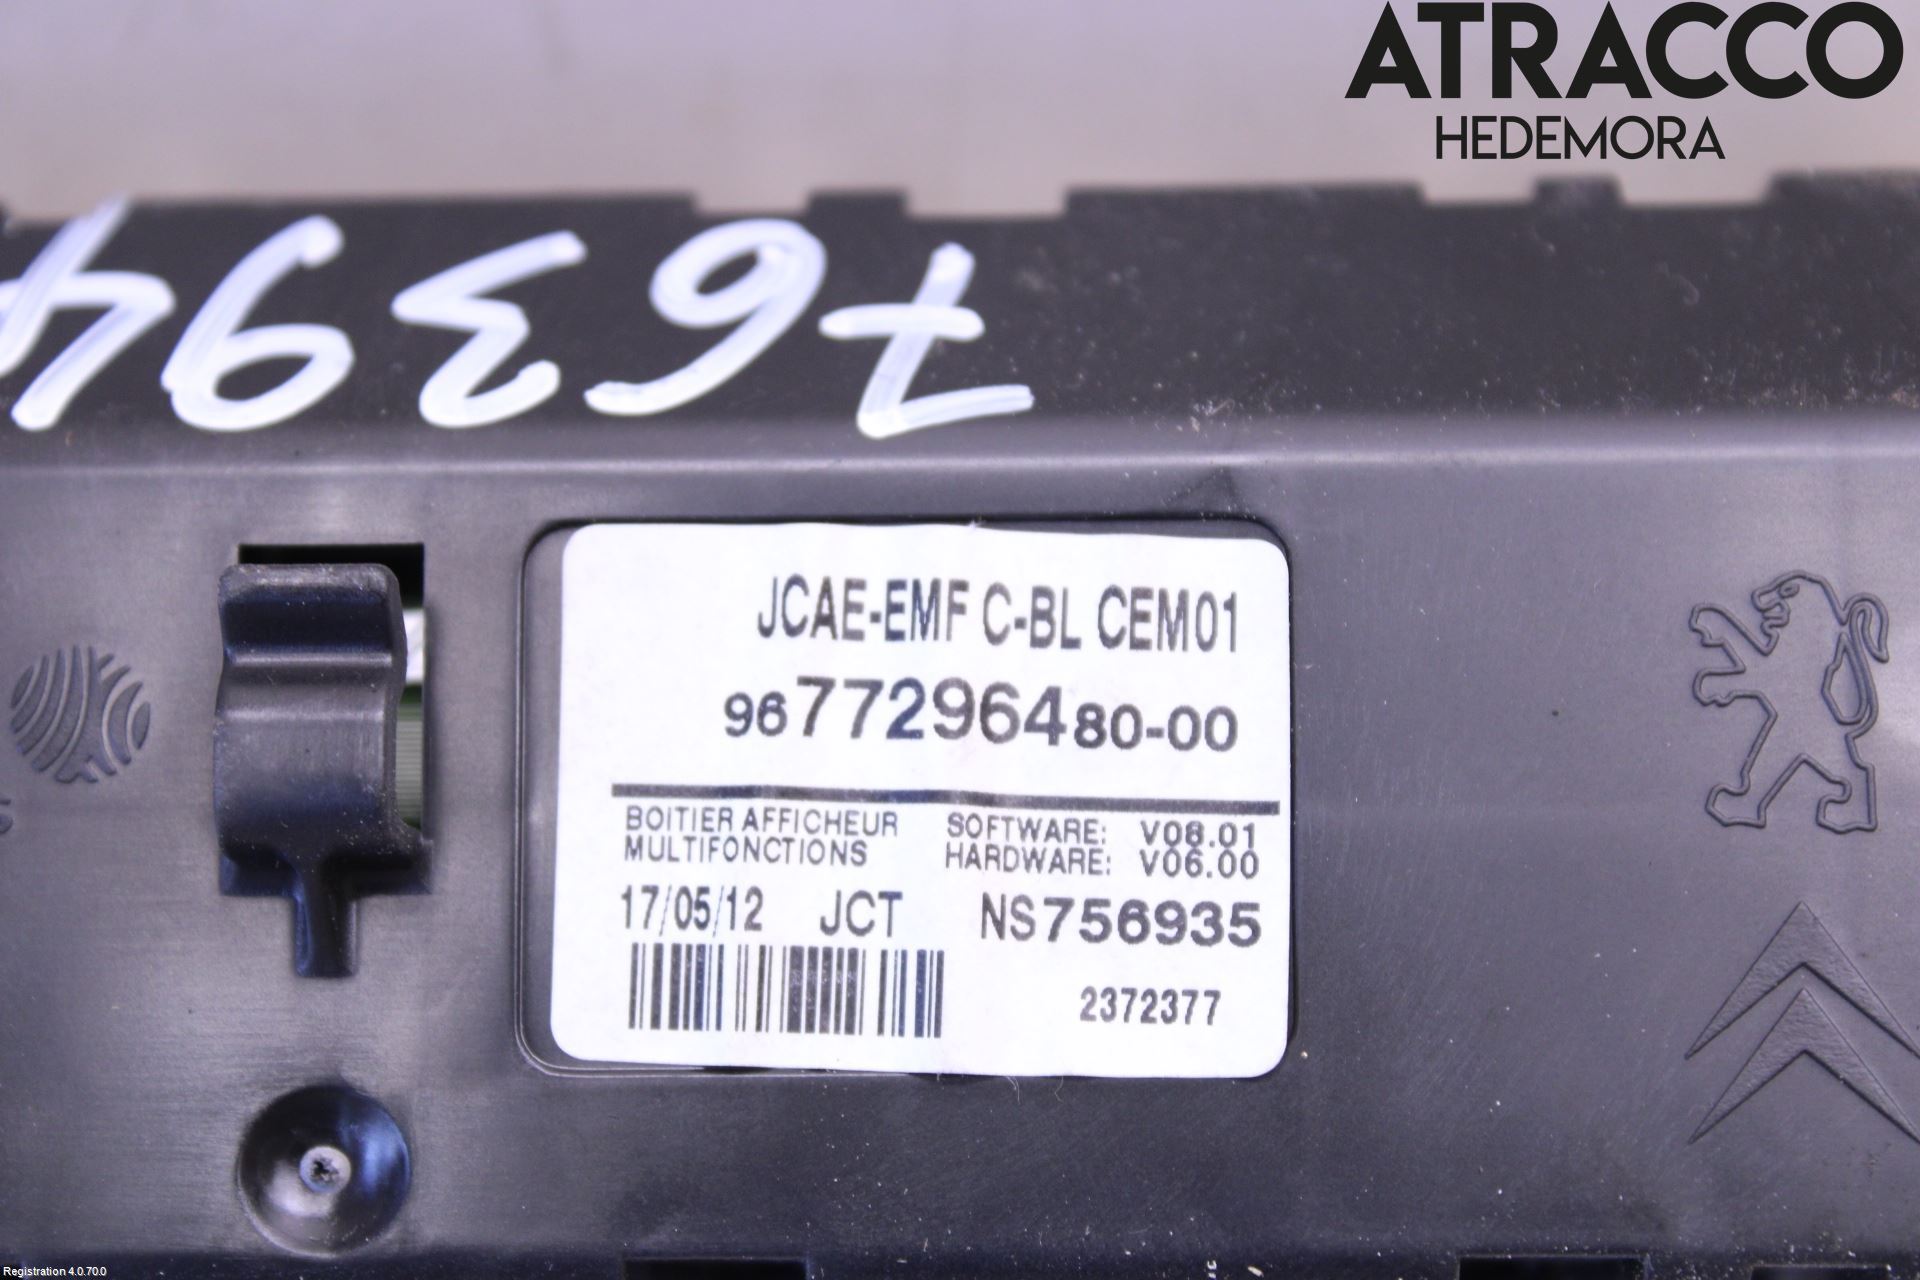 ATRACCO
HEDEMORA
76394
JCAE-EMF C-BL CEM01
9677296480-00
BOITIER AFFICHEUR
MULTIFONCTIONS
SOFTWARE: V08.01
HARDWARE: V06.00
17/05/12 JCT NS756935
2372377
Registration 4.0.70.0